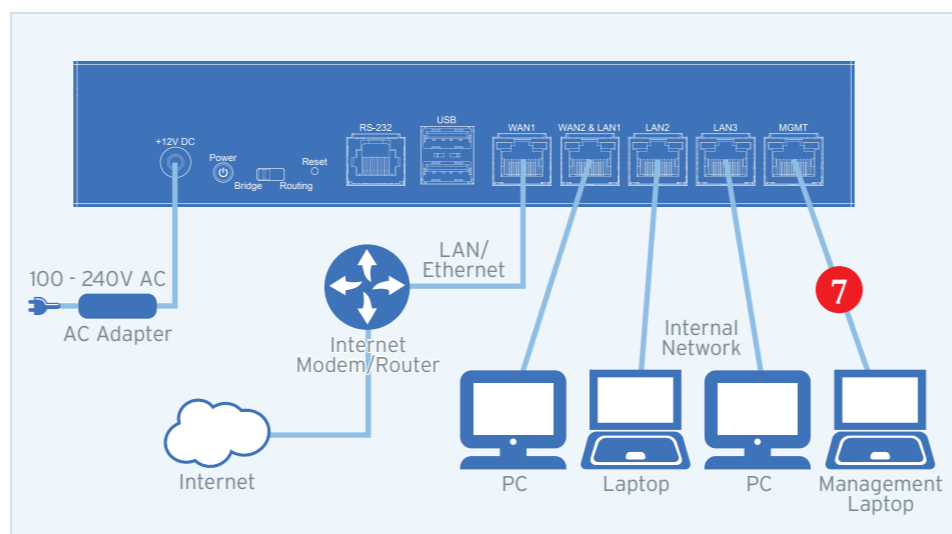 +12V DC
Power
Bridge
Routing
Reset
RS-232
USB
WAN1
WAN2 & LAN1
LAN2
LAN3
MGMT
LAN/
Ethernet
100 - 240V AC
AC Adapter
Internet
Modem/Router
Internal
Network
7
Internet
PC
Laptop
PC
Management
Laptop